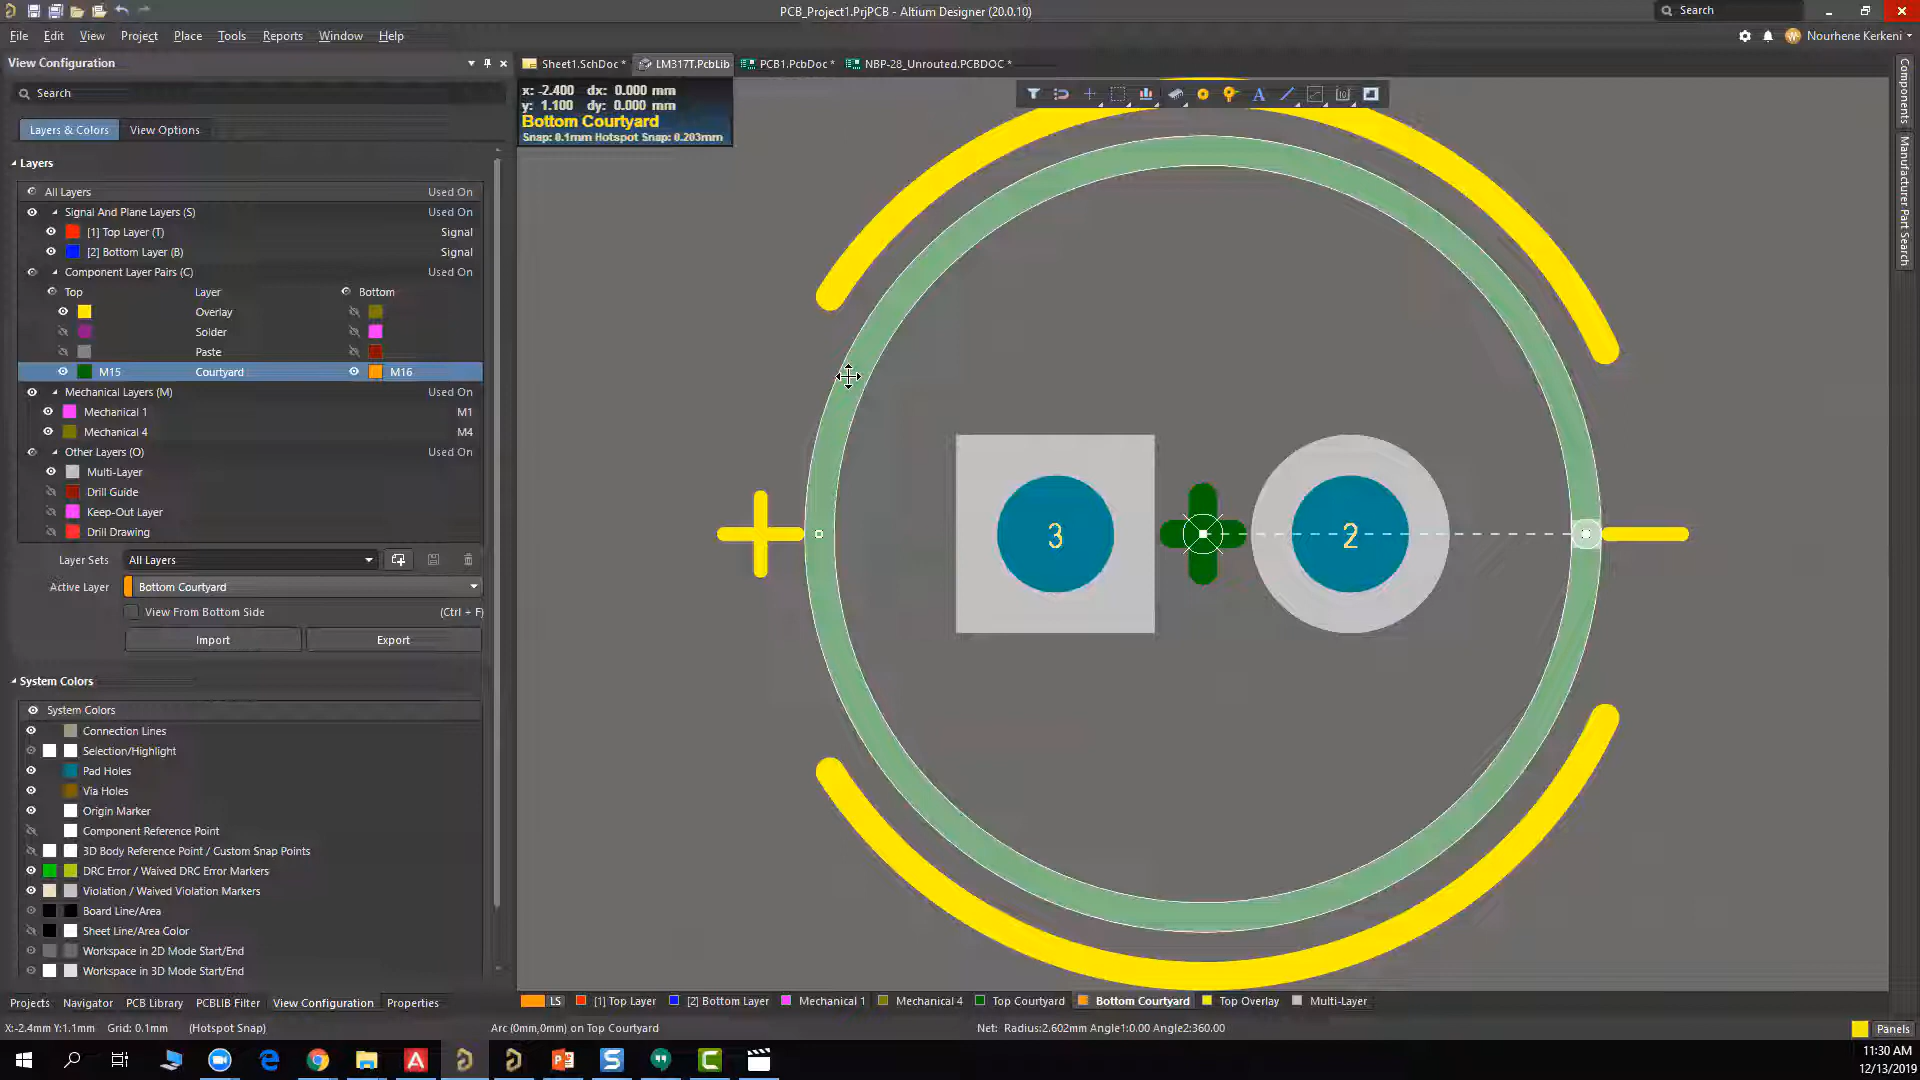 PCB_Project1.PrjPCB - Altium Designer (20.0.10)
Search
File Edit View Project Place Tools Reports Window Help
Nourhene Kerkeni
View Configuration
Sheet1.SchDoc *
LM317T.PcbLib
PCB1.PcbDoc *
NBP-28_Unrouted.PCBDOC *
Search
x: -2.400 dx: 0.000 mm
y: 1.100 dy: 0.000 mm
Bottom Courtyard
Snap: 0.1mm Hotspot Snap: 0.203mm
Components
Manufacturer Part Search
Layers & Colors View Options
Layers
All Layers Used On
Signal And Plane Layers (S) Used On
[1] Top Layer (T) Signal
[2] Bottom Layer (B) Signal
Component Layer Pairs (C) Used On
Top Layer Bottom
Overlay
Solder
Paste
M15 Courtyard M16
Mechanical Layers (M) Used On
Mechanical 1 M1
Mechanical 4 M4
Other Layers (O) Used On
Multi-Layer
Drill Guide
Keep-Out Layer
Drill Drawing
Layer Sets All Layers
Active Layer Bottom Courtyard
View From Bottom Side (Ctrl + F)
Import Export
System Colors
System Colors
Connection Lines
Selection/Highlight
Pad Holes
Via Holes
Origin Marker
Component Reference Point
3D Body Reference Point / Custom Snap Points
DRC Error / Waived DRC Error Markers
Violation / Waived Violation Markers
Board Line/Area
Sheet Line/Area Color
Workspace in 2D Mode Start/End
Workspace in 3D Mode Start/End
3
2
Projects Navigator PCB Library PCBLIB Filter View Configuration Properties
LS [1] Top Layer [2] Bottom Layer Mechanical 1 Mechanical 4 Top Courtyard Bottom Courtyard Top Overlay Multi-Layer
X:-2.4mm Y:1.1mm Grid: 0.1mm (Hotspot Snap)
Arc (0mm,0mm) on Top Courtyard
Net: Radius:2.602mm Angle1:0.00 Angle2:360.00
Panels
11:30 AM
12/13/2019